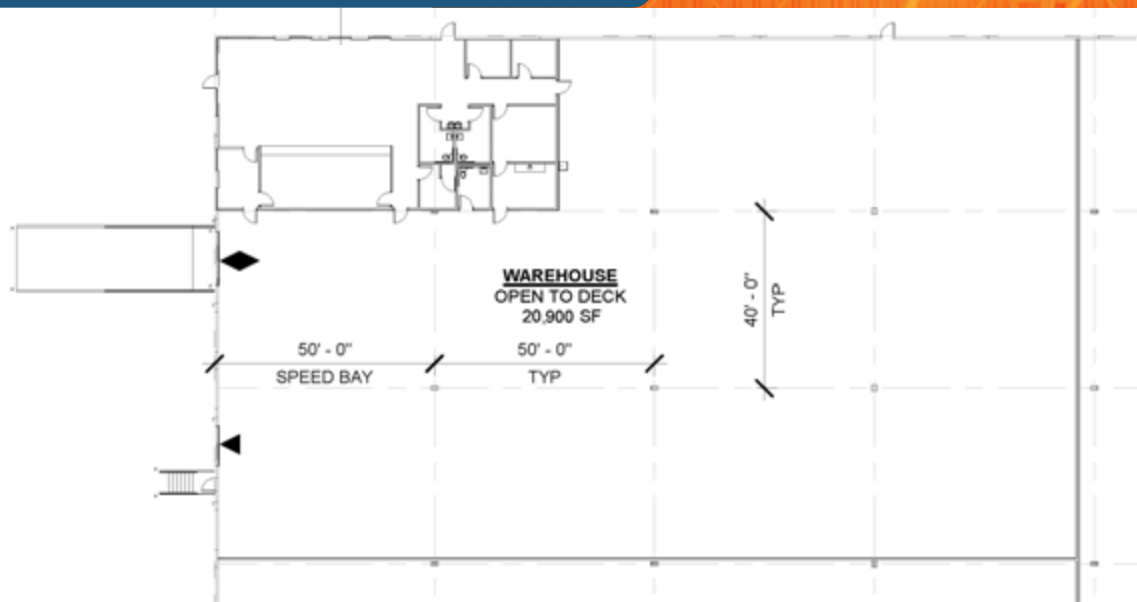 WAREHOUSE
OPEN TO DECK
20,900 SF
40' - 0"
TYP
50' - 0"
SPEED BAY
50' - 0"
TYP